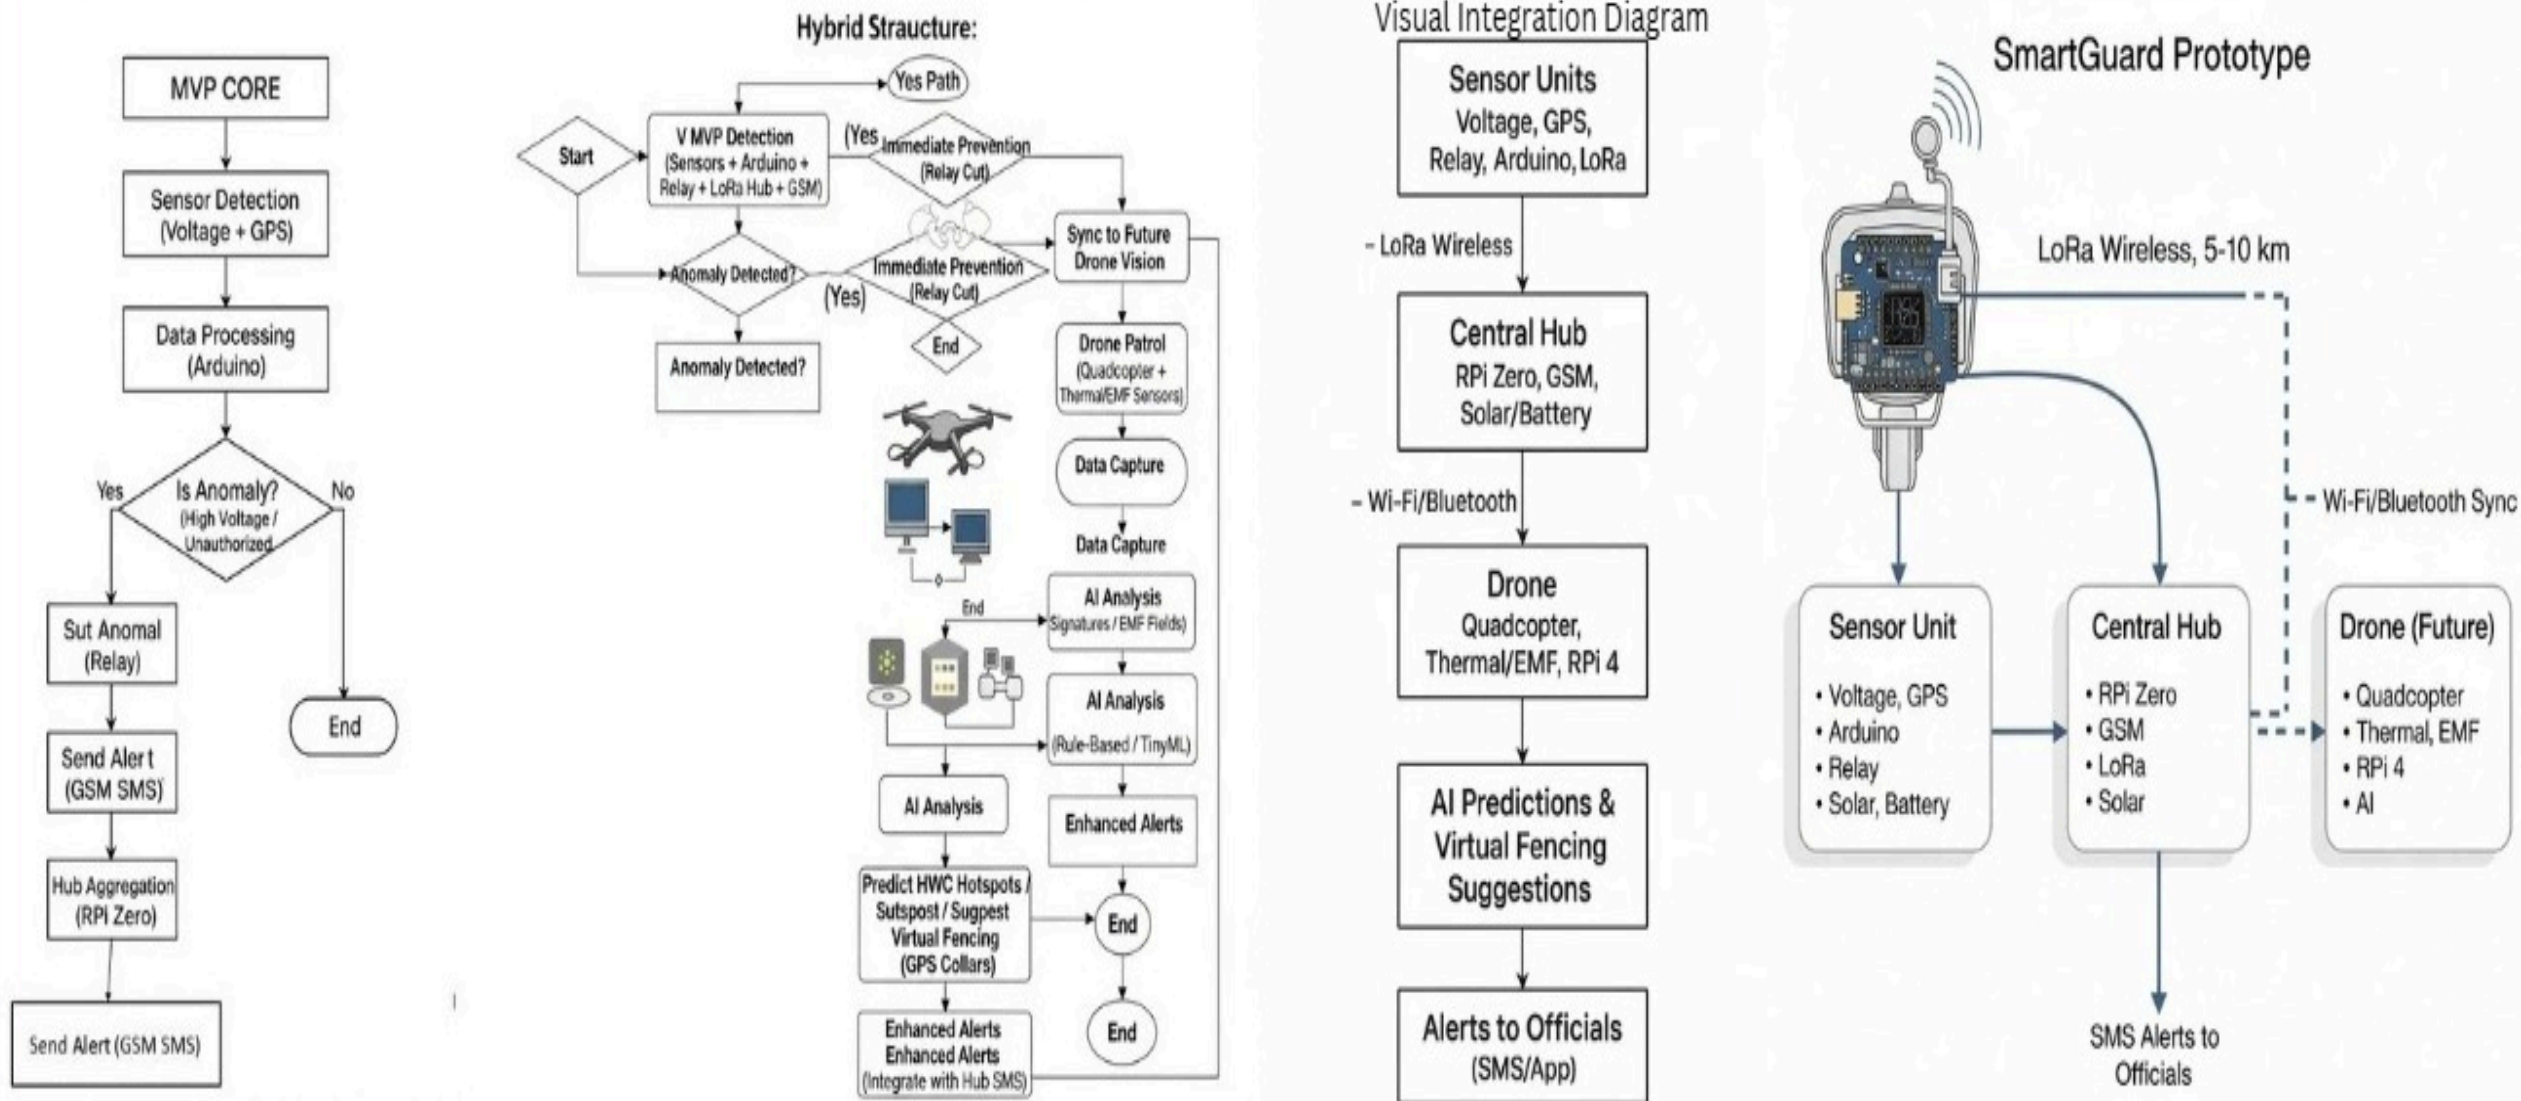 MVP CORE
Sensor Detection
(Voltage + GPS)
Data Processing
(Arduino)
Is Anomaly?
(High Voltage /
Unauthorized
Yes
No
Sut Anomal
(Relay)
End
Send Alert
(GSM SMS)
Hub Aggregation
(RPi Zero)
Send Alert (GSM SMS)
Hybrid Straucture:
Yes Path
Start
V MVP Detection
(Sensors + Arduino +
Relay + LoRa Hub + GSM)
(Yes
Immediate Prevention
(Relay Cut)
Anomaly Detected?
(Yes)
Immediate Prevention
(Relay Cut)
Sync to Future
Drone Vision
End
Anomaly Detected?
Drone Patrol
(Quadcopter +
Thermal/EMF Sensors)
Data Capture
Data Capture
End
AI Analysis
Signatures / EMF Fields)
AI Analysis
(Rule-Based / TinyML)
AI Analysis
Enhanced Alerts
Predict HWC Hotspots /
Sutspost / Sugpest
Virtual Fencing
(GPS Collars)
End
Enhanced Alerts
Enhanced Alerts
(Integrate with Hub SMS)
End
Visual Integration Diagram
Sensor Units
Voltage, GPS,
Relay, Arduino, LoRa
– LoRa Wireless
Central Hub
RPi Zero, GSM,
Solar/Battery
– Wi-Fi/Bluetooth
Drone
Quadcopter,
Thermal/EMF, RPi 4
AI Predictions &
Virtual Fencing
Suggestions
Alerts to Officials
(SMS/App)
SmartGuard Prototype
LoRa Wireless, 5-10 km
Wi-Fi/Bluetooth Sync
Sensor Unit
• Voltage, GPS
• Arduino
• Relay
• Solar, Battery
Central Hub
• RPi Zero
• GSM
• LoRa
• Solar
Drone (Future)
• Quadcopter
• Thermal, EMF
• RPi 4
• AI
SMS Alerts to
Officials